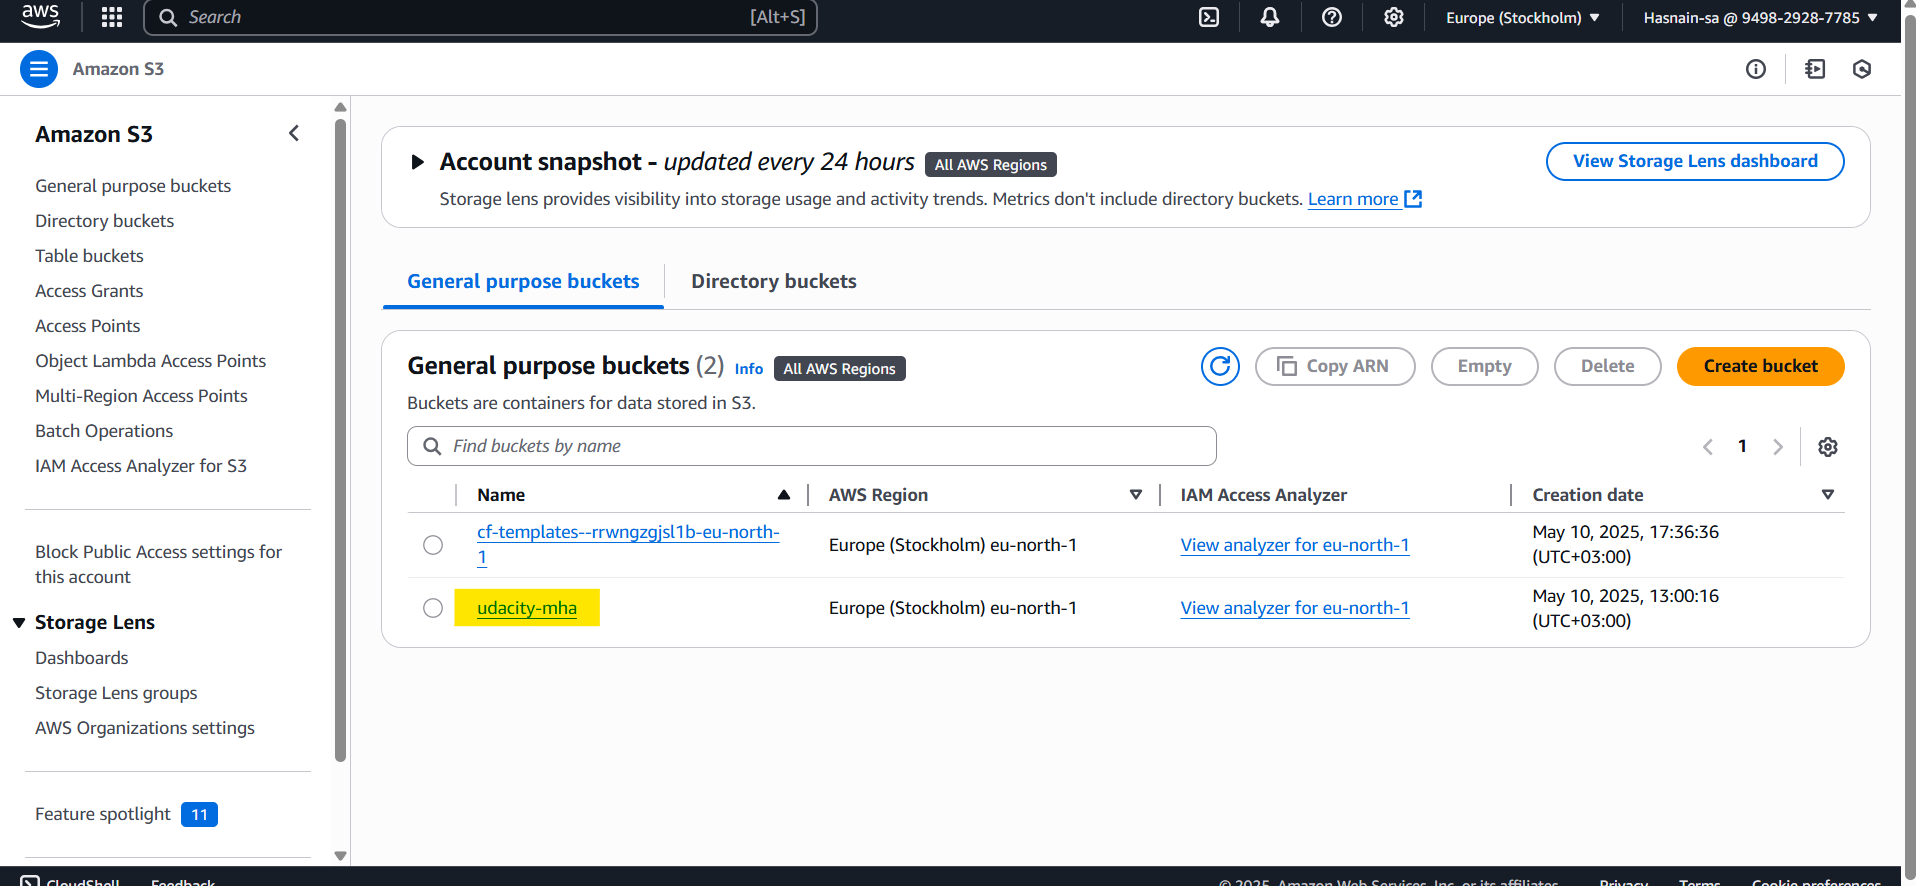 aws
Search [Alt+S]
Europe (Stockholm) ▼
Hasnain-sa @ 9498-2928-7785 ▼
Amazon S3
Amazon S3
General purpose buckets
Directory buckets
Table buckets
Access Grants
Access Points
Object Lambda Access Points
Multi-Region Access Points
Batch Operations
IAM Access Analyzer for S3
Block Public Access settings for
this account
Storage Lens
Dashboards
Storage Lens groups
AWS Organizations settings
Feature spotlight 11
Account snapshot - updated every 24 hours All AWS Regions
View Storage Lens dashboard
Storage lens provides visibility into storage usage and activity trends. Metrics don't include directory buckets. Learn more
General purpose buckets
Directory buckets
General purpose buckets (2) Info All AWS Regions
Copy ARN
Empty
Delete
Create bucket
Buckets are containers for data stored in S3.
Find buckets by name
1
Name AWS Region IAM Access Analyzer Creation date
cf-templates--rrwngzgjsl1b-eu-north-
1
Europe (Stockholm) eu-north-1
View analyzer for eu-north-1
May 10, 2025, 17:36:36
(UTC+03:00)
udacity-mha
Europe (Stockholm) eu-north-1
View analyzer for eu-north-1
May 10, 2025, 13:00:16
(UTC+03:00)
CloudShell Feedback
© 2025, Amazon Web Services, Inc. or its affiliates. Privacy Terms Cookie preferences